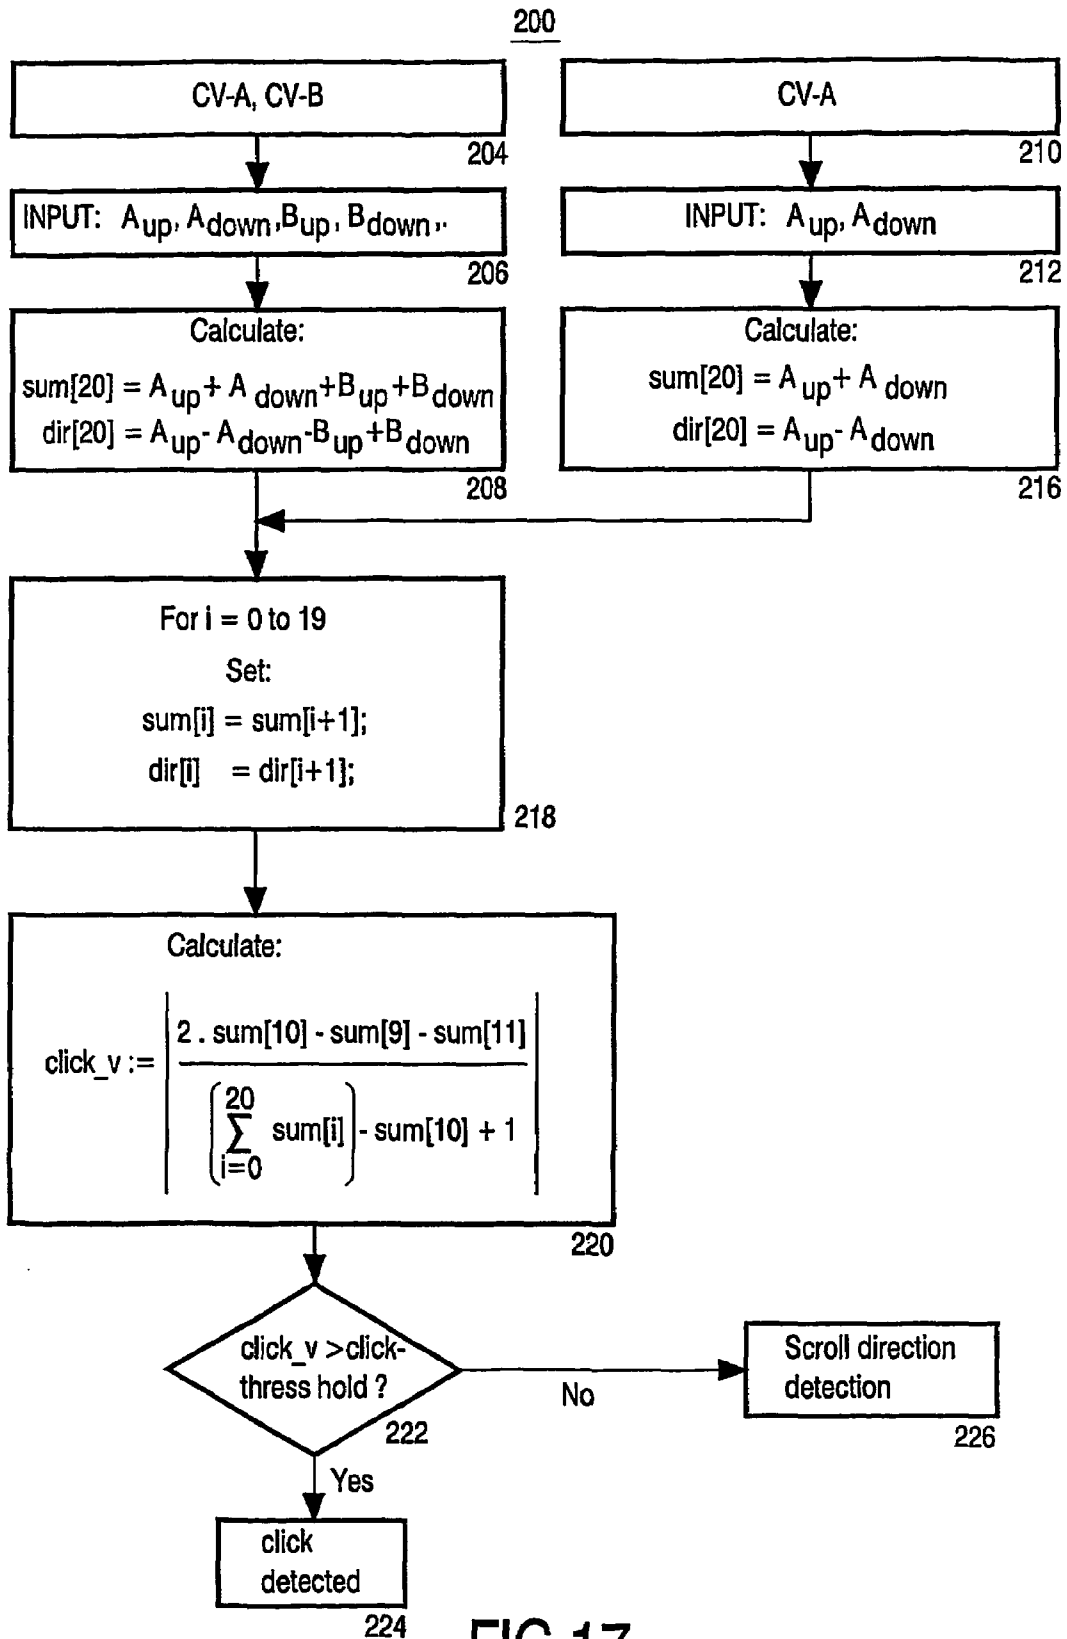 200
CV-A, CV-B
204
INPUT: Aup, Adown,Bup, Bdown,.
206
Calculate:
sum[20] = Aup+ A down+Bup+Bdown
dir[20] = Aup- Adown-Bup+Bdown
208
CV-A
210
INPUT: Aup, Adown
212
Calculate:
sum[20] = Aup+ A down
dir[20] = Aup- Adown
216
For i = 0 to 19
Set:
sum[i] = sum[i+1];
dir[i] = dir[i+1];
218
Calculate:
click_v := | 2 . sum[10] - sum[9] - sum[11] |
20
( ∑ sum[i] ) - sum[10] + 1
i=0
220
click_v >click-
thress hold ?
222
No
Scroll direction
detection
226
Yes
click
detected
224
FIG.17